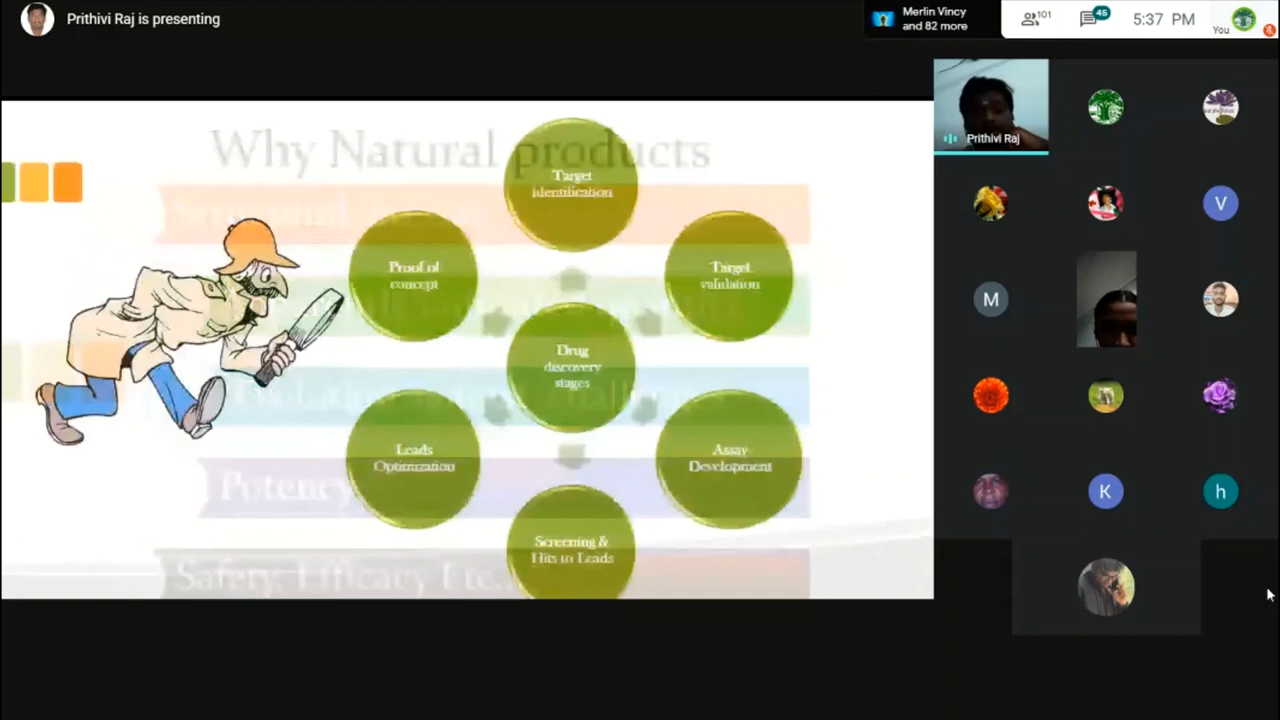 Prithivi Raj is presenting
Merlin Vincy
and 82 more
101
45
5:37 PM
You
Why Natural products
Target
identification
Proof of
concept
Target
validation
Drug
discovery
stages
Leads
Optimization
Assay
Development
Potency
Screening &
Hits to Leads
Safety, Efficacy Etc..
Prithivi Raj
V
M
K
h